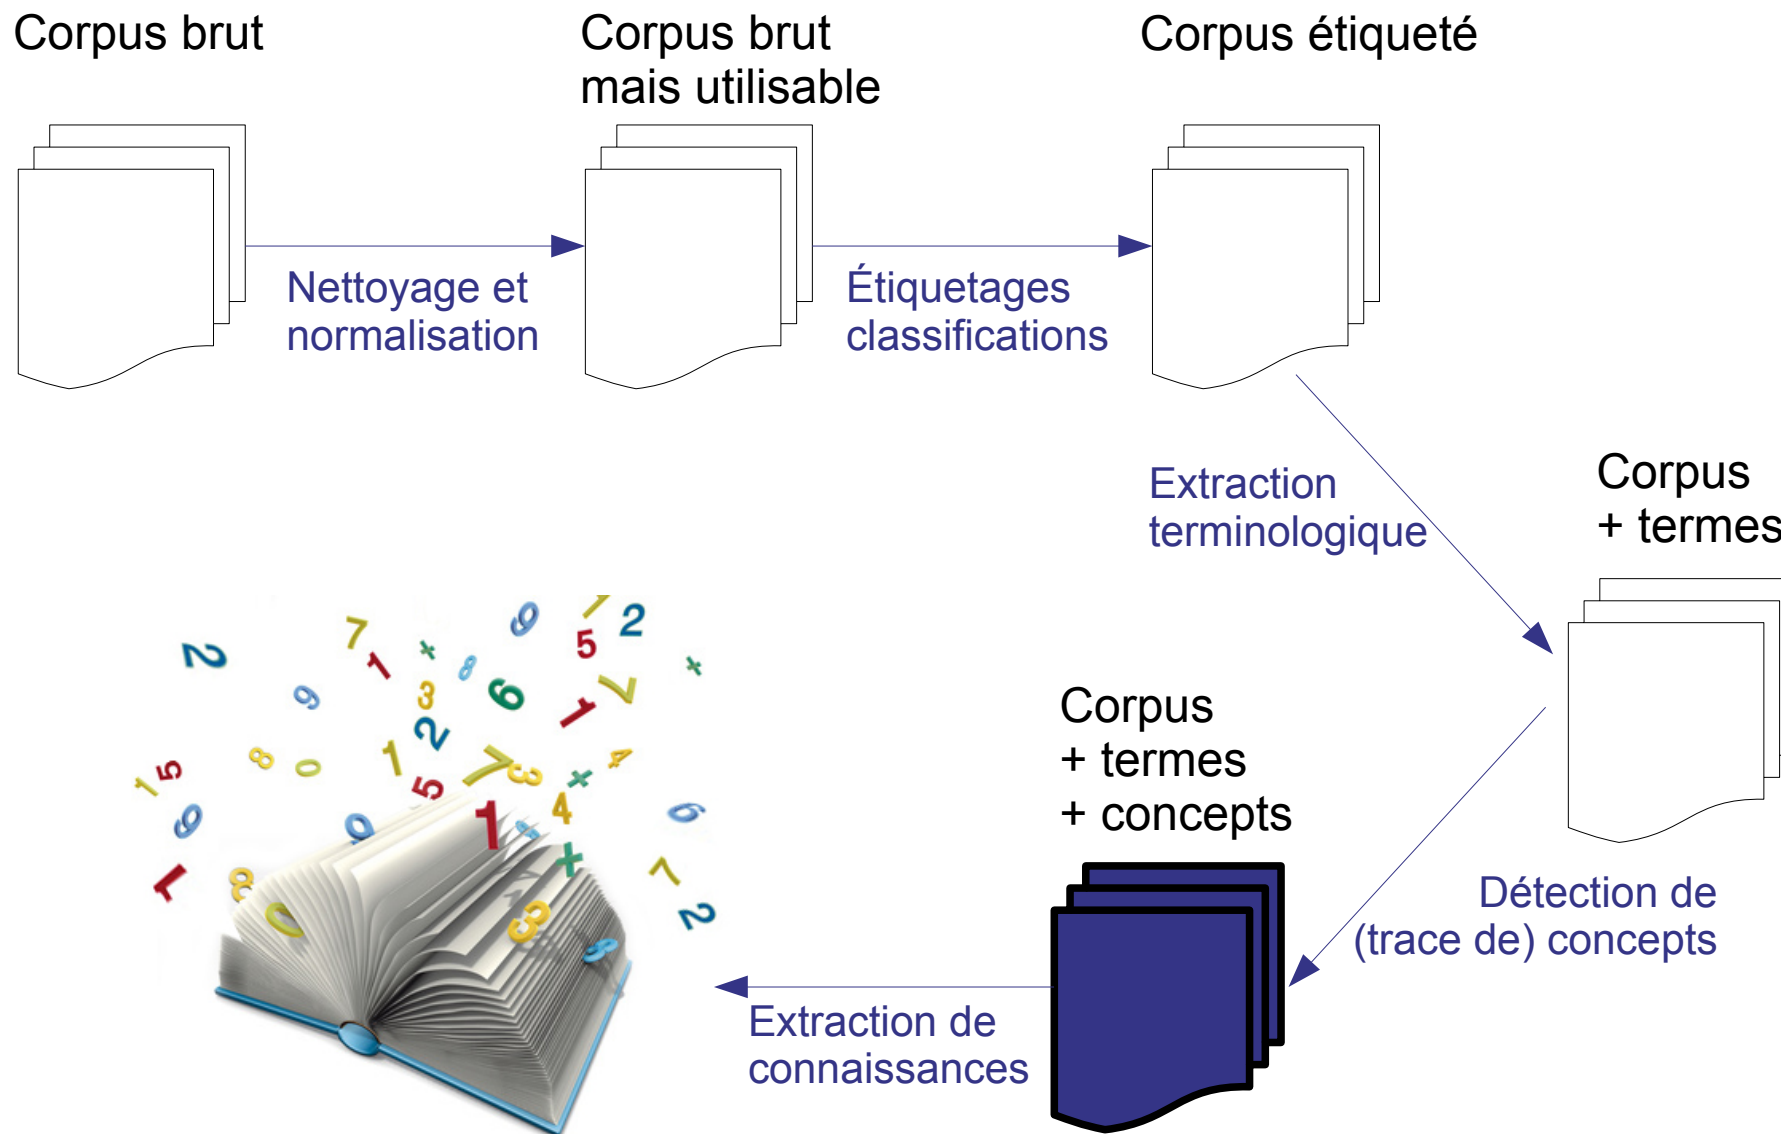 Corpus brut
Corpus brut
mais utilisable
Corpus étiqueté
Nettoyage et
normalisation
Étiquetages
classifications
Extraction
terminologique
Corpus
+ termes
Corpus
+ termes
+ concepts
Détection de
(trace de) concepts
Extraction de
connaissances